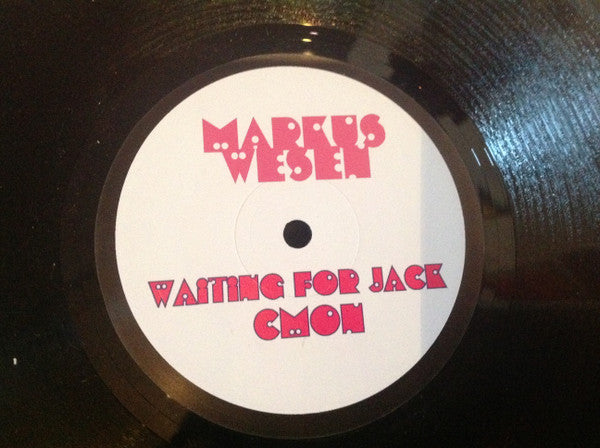 MARKUS
WESEN
WAITING FOR JACK
CMON